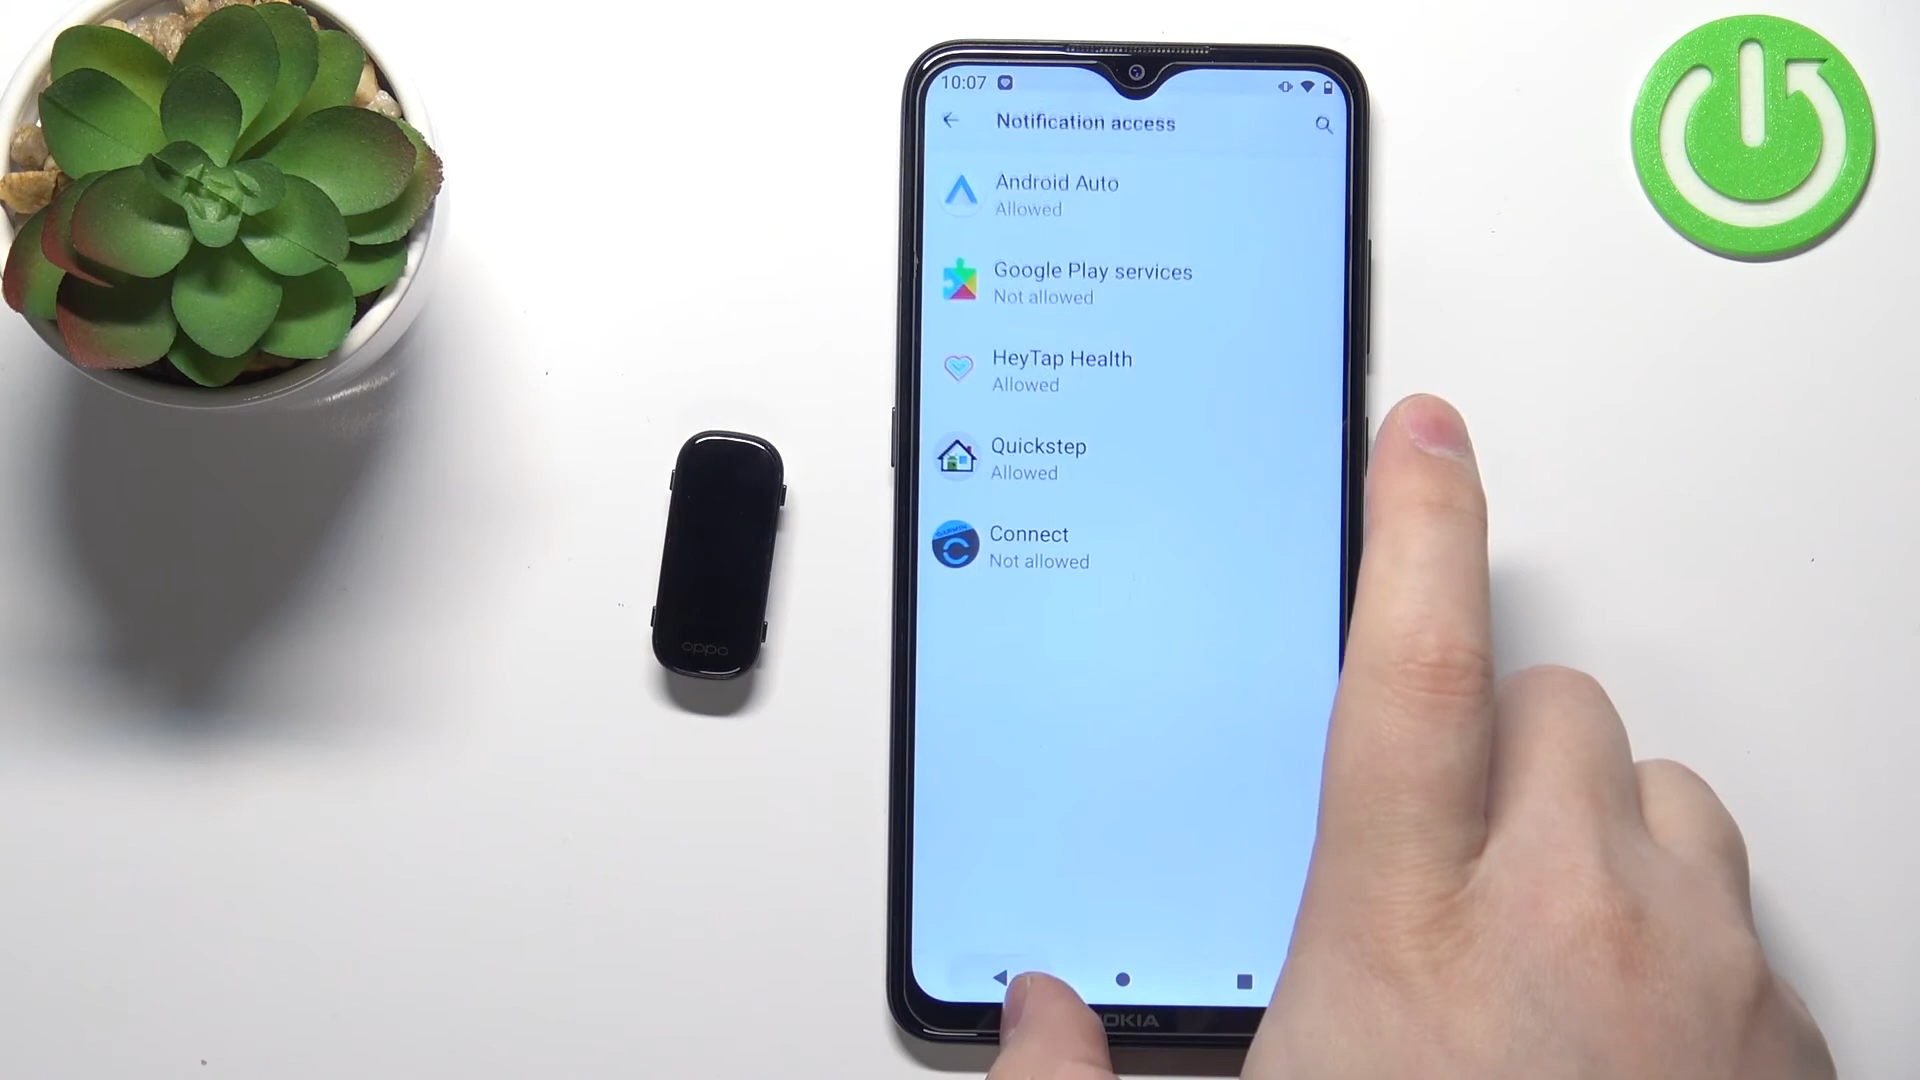 10:07
Notification access
Android Auto
Allowed
Google Play services
Not allowed
HeyTap Health
Allowed
Quickstep
Allowed
Connect
Not allowed
oppo